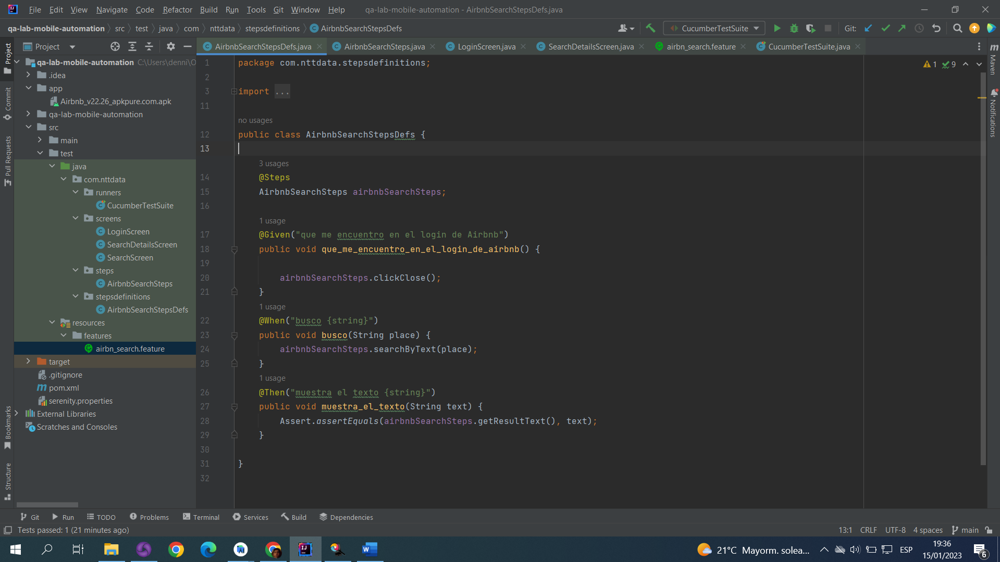 File Edit View Navigate Code Refactor Build Run Tools Git Window Help qa-lab-mobile-automation - AirbnbSearchStepsDefs.java
qa-lab-mobile-automation src test java com nttdata stepsdefinitions AirbnbSearchStepsDefs CucumberTestSuite Git:
Project
AirbnbSearchStepsDefs.java AirbnbSearchSteps.java LoginScreen.java SearchDetailsScreen.java airbn_search.feature CucumberTestSuite.java
Project
Commit
Pull Requests
Bookmarks
Structure
qa-lab-mobile-automation C:\Users\denni\O
.idea
app
Airbnb_v22.26_apkpure.com.apk
qa-lab-mobile-automation
src
main
test
java
com.nttdata
runners
CucumberTestSuite
screens
LoginScreen
SearchDetailsScreen
SearchScreen
steps
AirbnbSearchSteps
stepsdefinitions
AirbnbSearchStepsDefs
resources
features
airbn_search.feature
target
.gitignore
pom.xml
serenity.properties
External Libraries
Scratches and Consoles
1 package com.nttdata.stepsdefinitions;
2
3 import ...
11
no usages
12 public class AirbnbSearchStepsDefs {
13
3 usages
14 @Steps
15 AirbnbSearchSteps airbnbSearchSteps;
16
1 usage
17 @Given("que me encuentro en el login de Airbnb")
18 public void que_me_encuentro_en_el_login_de_airbnb() {
19
20 airbnbSearchSteps.clickClose();
21 }
1 usage
22 @When("busco {string}")
23 public void busco(String place) {
24 airbnbSearchSteps.searchByText(place);
25 }
1 usage
26 @Then("muestra el texto {string}")
27 public void muestra_el_texto(String text) {
28 Assert.assertEquals(airbnbSearchSteps.getResultText(), text);
29 }
30
31 }
32
1 9
Maven
Notifications
Git Run TODO Problems Terminal Services Build Dependencies
Tests passed: 1 (21 minutes ago) 13:1 CRLF UTF-8 4 spaces main
21°C Mayorm. solea... ESP 19:36
15/01/2023 6